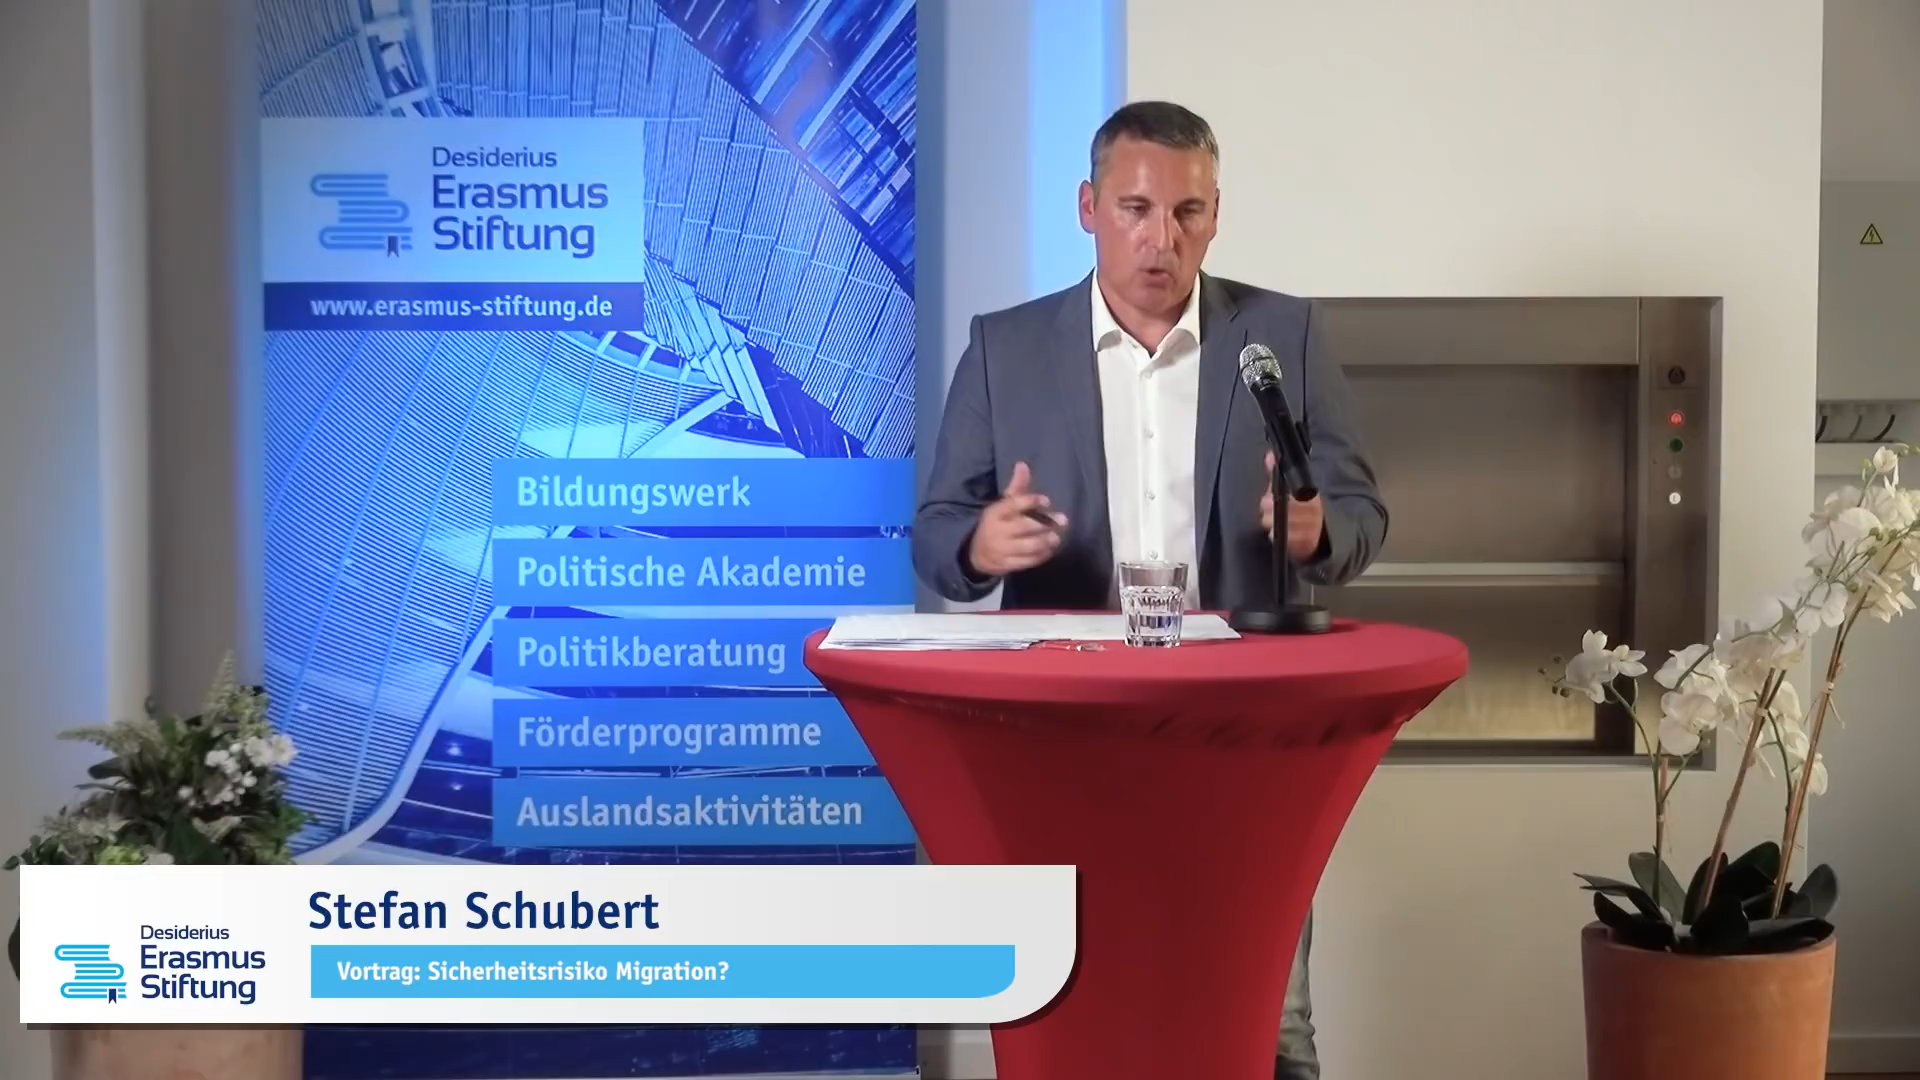 Desiderius
Erasmus
Stiftung
www.erasmus-stiftung.de
Bildungswerk
Politische Akademie
Politikberatung
Förderprogramme
Auslandsaktivitäten
Stefan Schubert
Desiderius
Erasmus
Stiftung
Vortrag: Sicherheitsrisiko Migration?